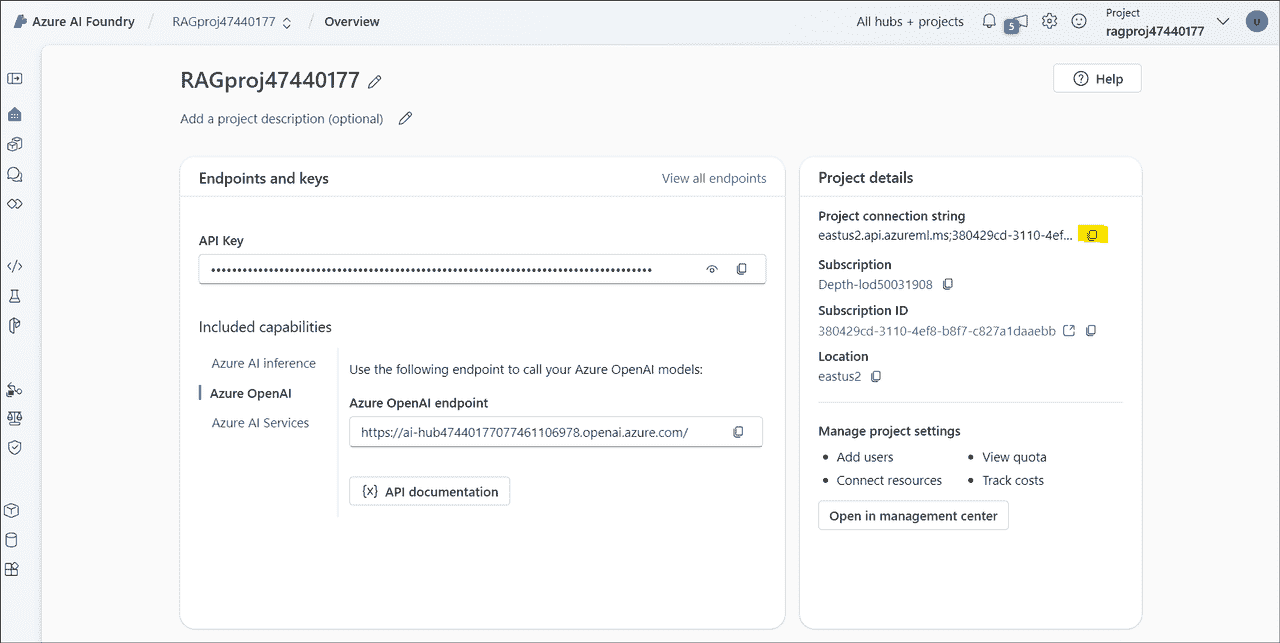 Azure AI Foundry / RAGproj47440177 / Overview
All hubs + projects
5
Project
ragproj47440177
U
RAGproj47440177
Help
Add a project description (optional)
Endpoints and keys
View all endpoints
API Key
Included capabilities
Azure AI inference
Azure OpenAI
Azure AI Services
Use the following endpoint to call your Azure OpenAI models:
Azure OpenAI endpoint
https://ai-hub47440177077461106978.openai.azure.com/
{x} API documentation
Project details
Project connection string
eastus2.api.azureml.ms;380429cd-3110-4ef...
Subscription
Depth-lod50031908
Subscription ID
380429cd-3110-4ef8-b8f7-c827a1daaebb
Location
eastus2
Manage project settings
• Add users
• View quota
• Connect resources
• Track costs
Open in management center